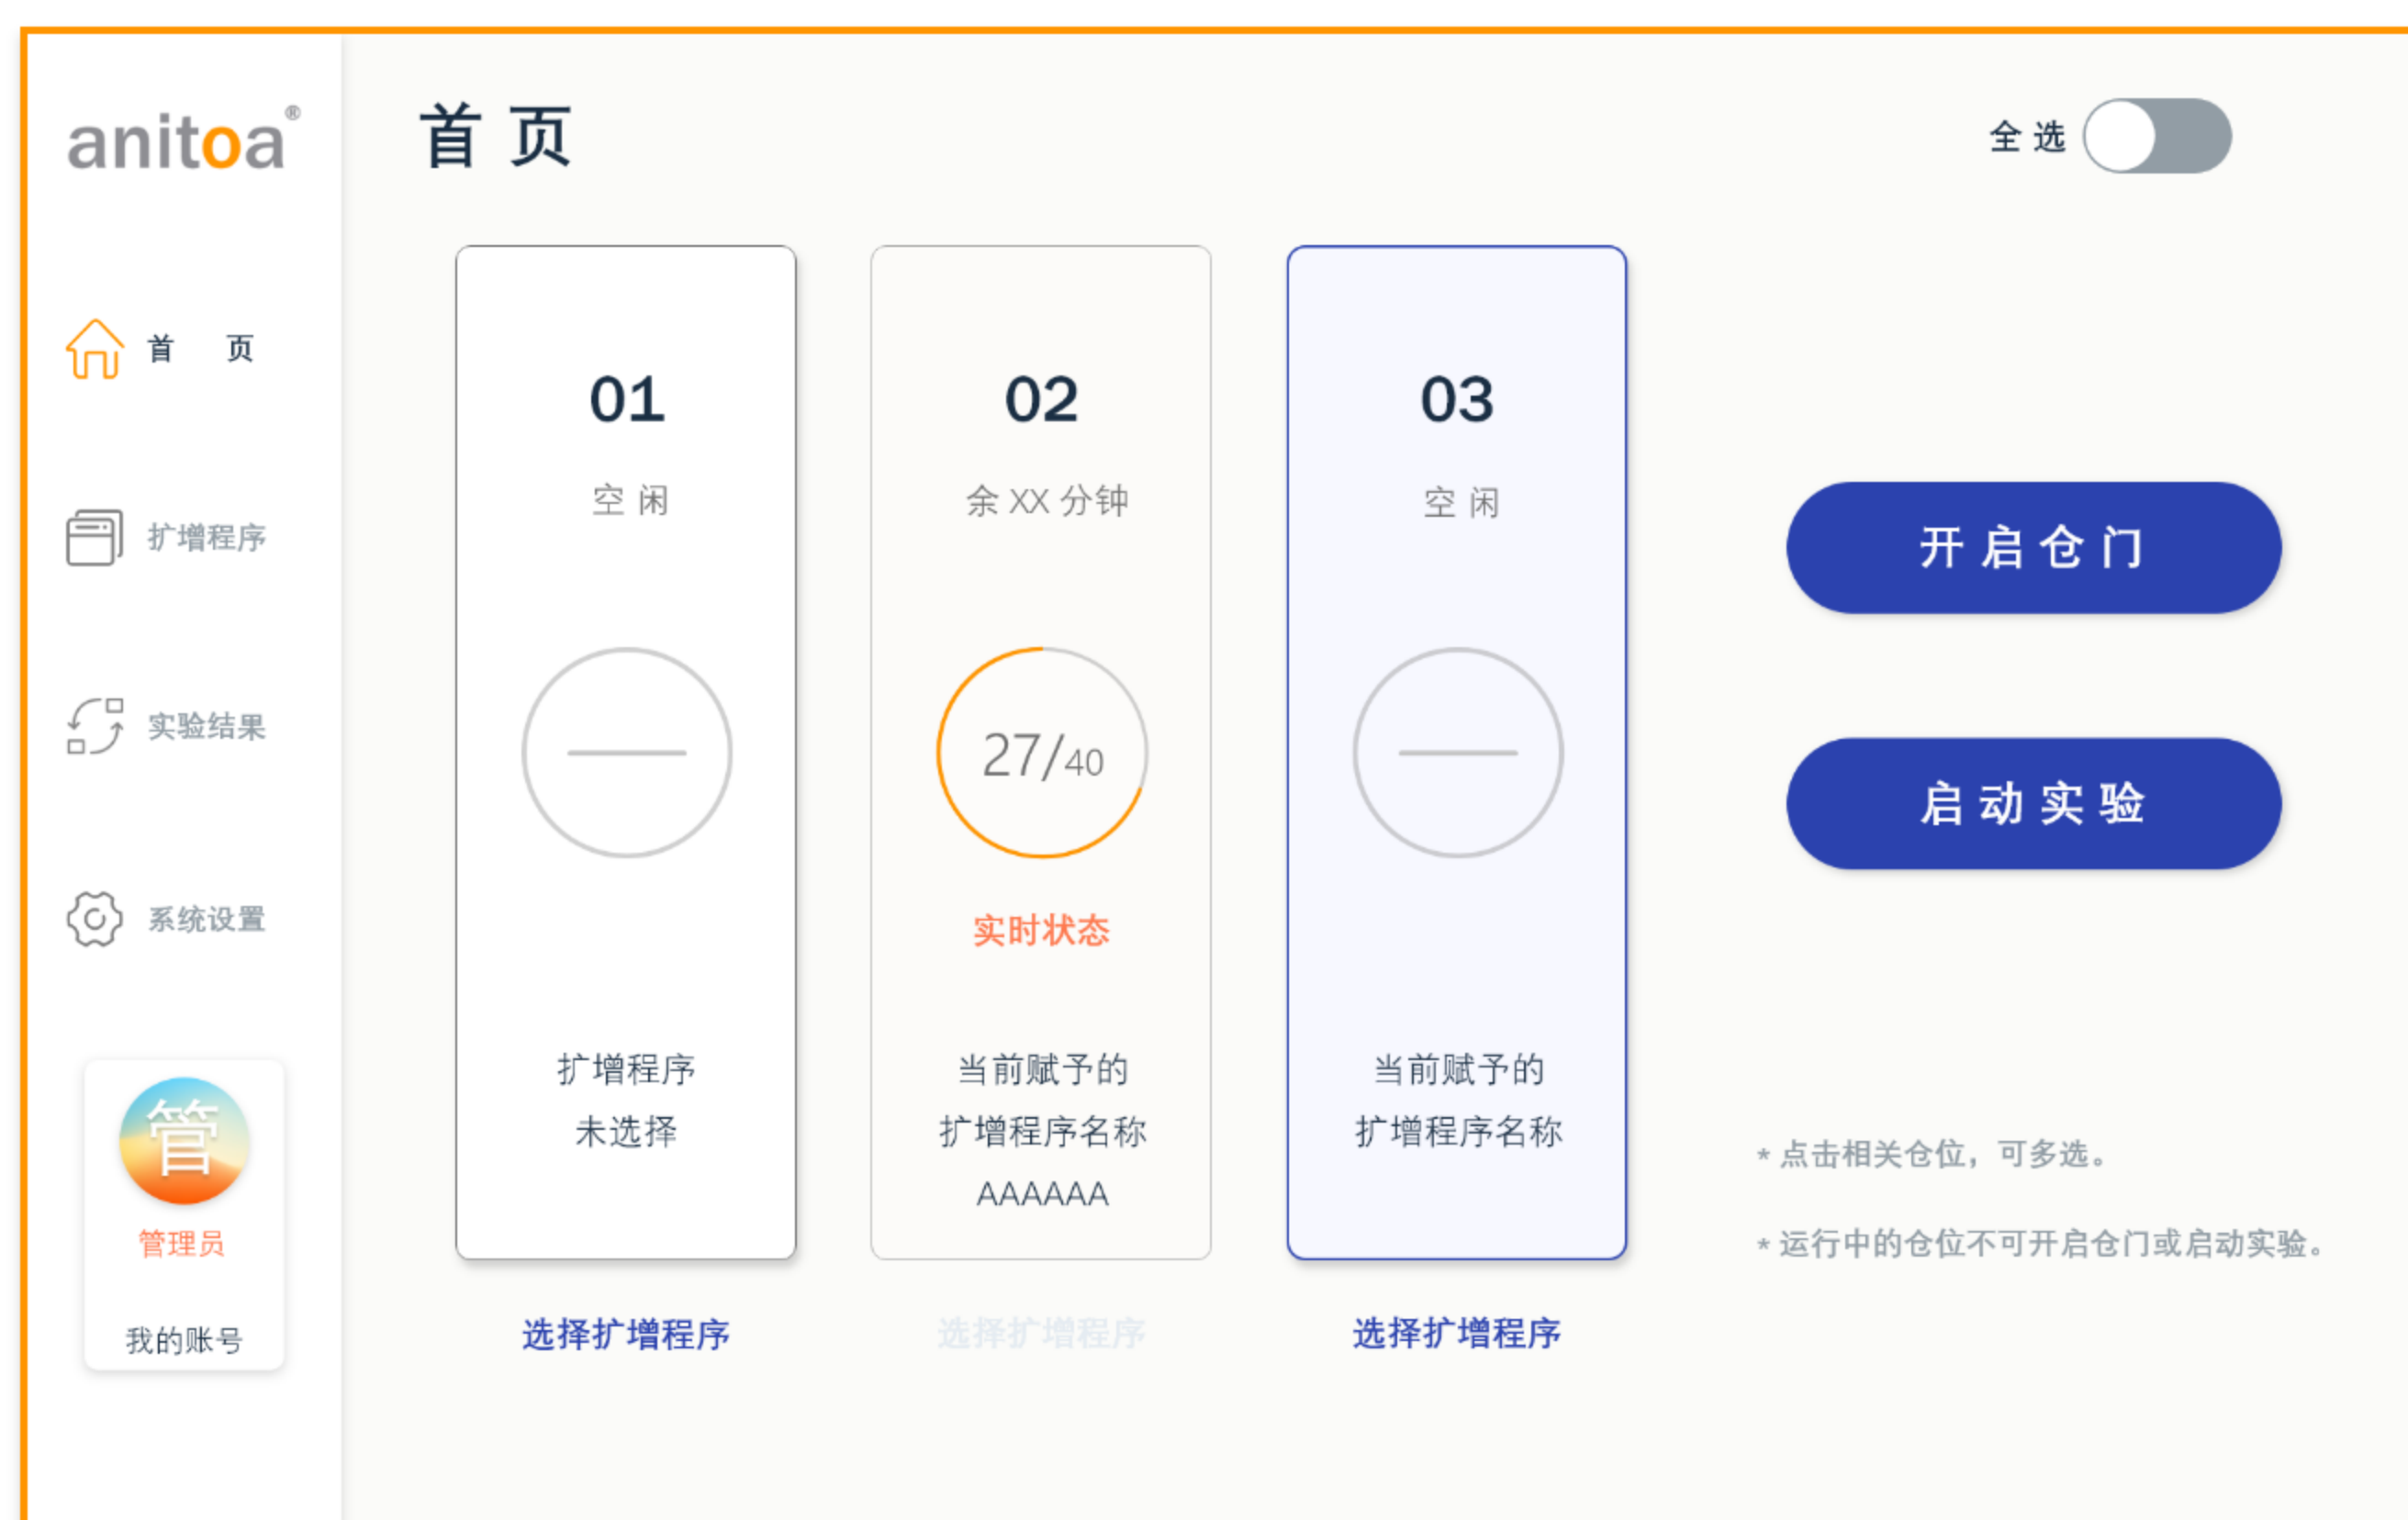 anitoa®
首 页
扩增程序
实验结果
系统设置
管
管理员
我的账号
首 页
全 选
01
空 闲
扩增程序
未选择
选择扩增程序
02
余 XX 分钟
27/40
实时状态
当前赋予的
扩增程序名称
AAAAAA
选择扩增程序
03
空 闲
当前赋予的
扩增程序名称
选择扩增程序
开 启 仓 门
启 动 实 验
* 点击相关仓位，可多选。
* 运行中的仓位不可开启仓门或启动实验。